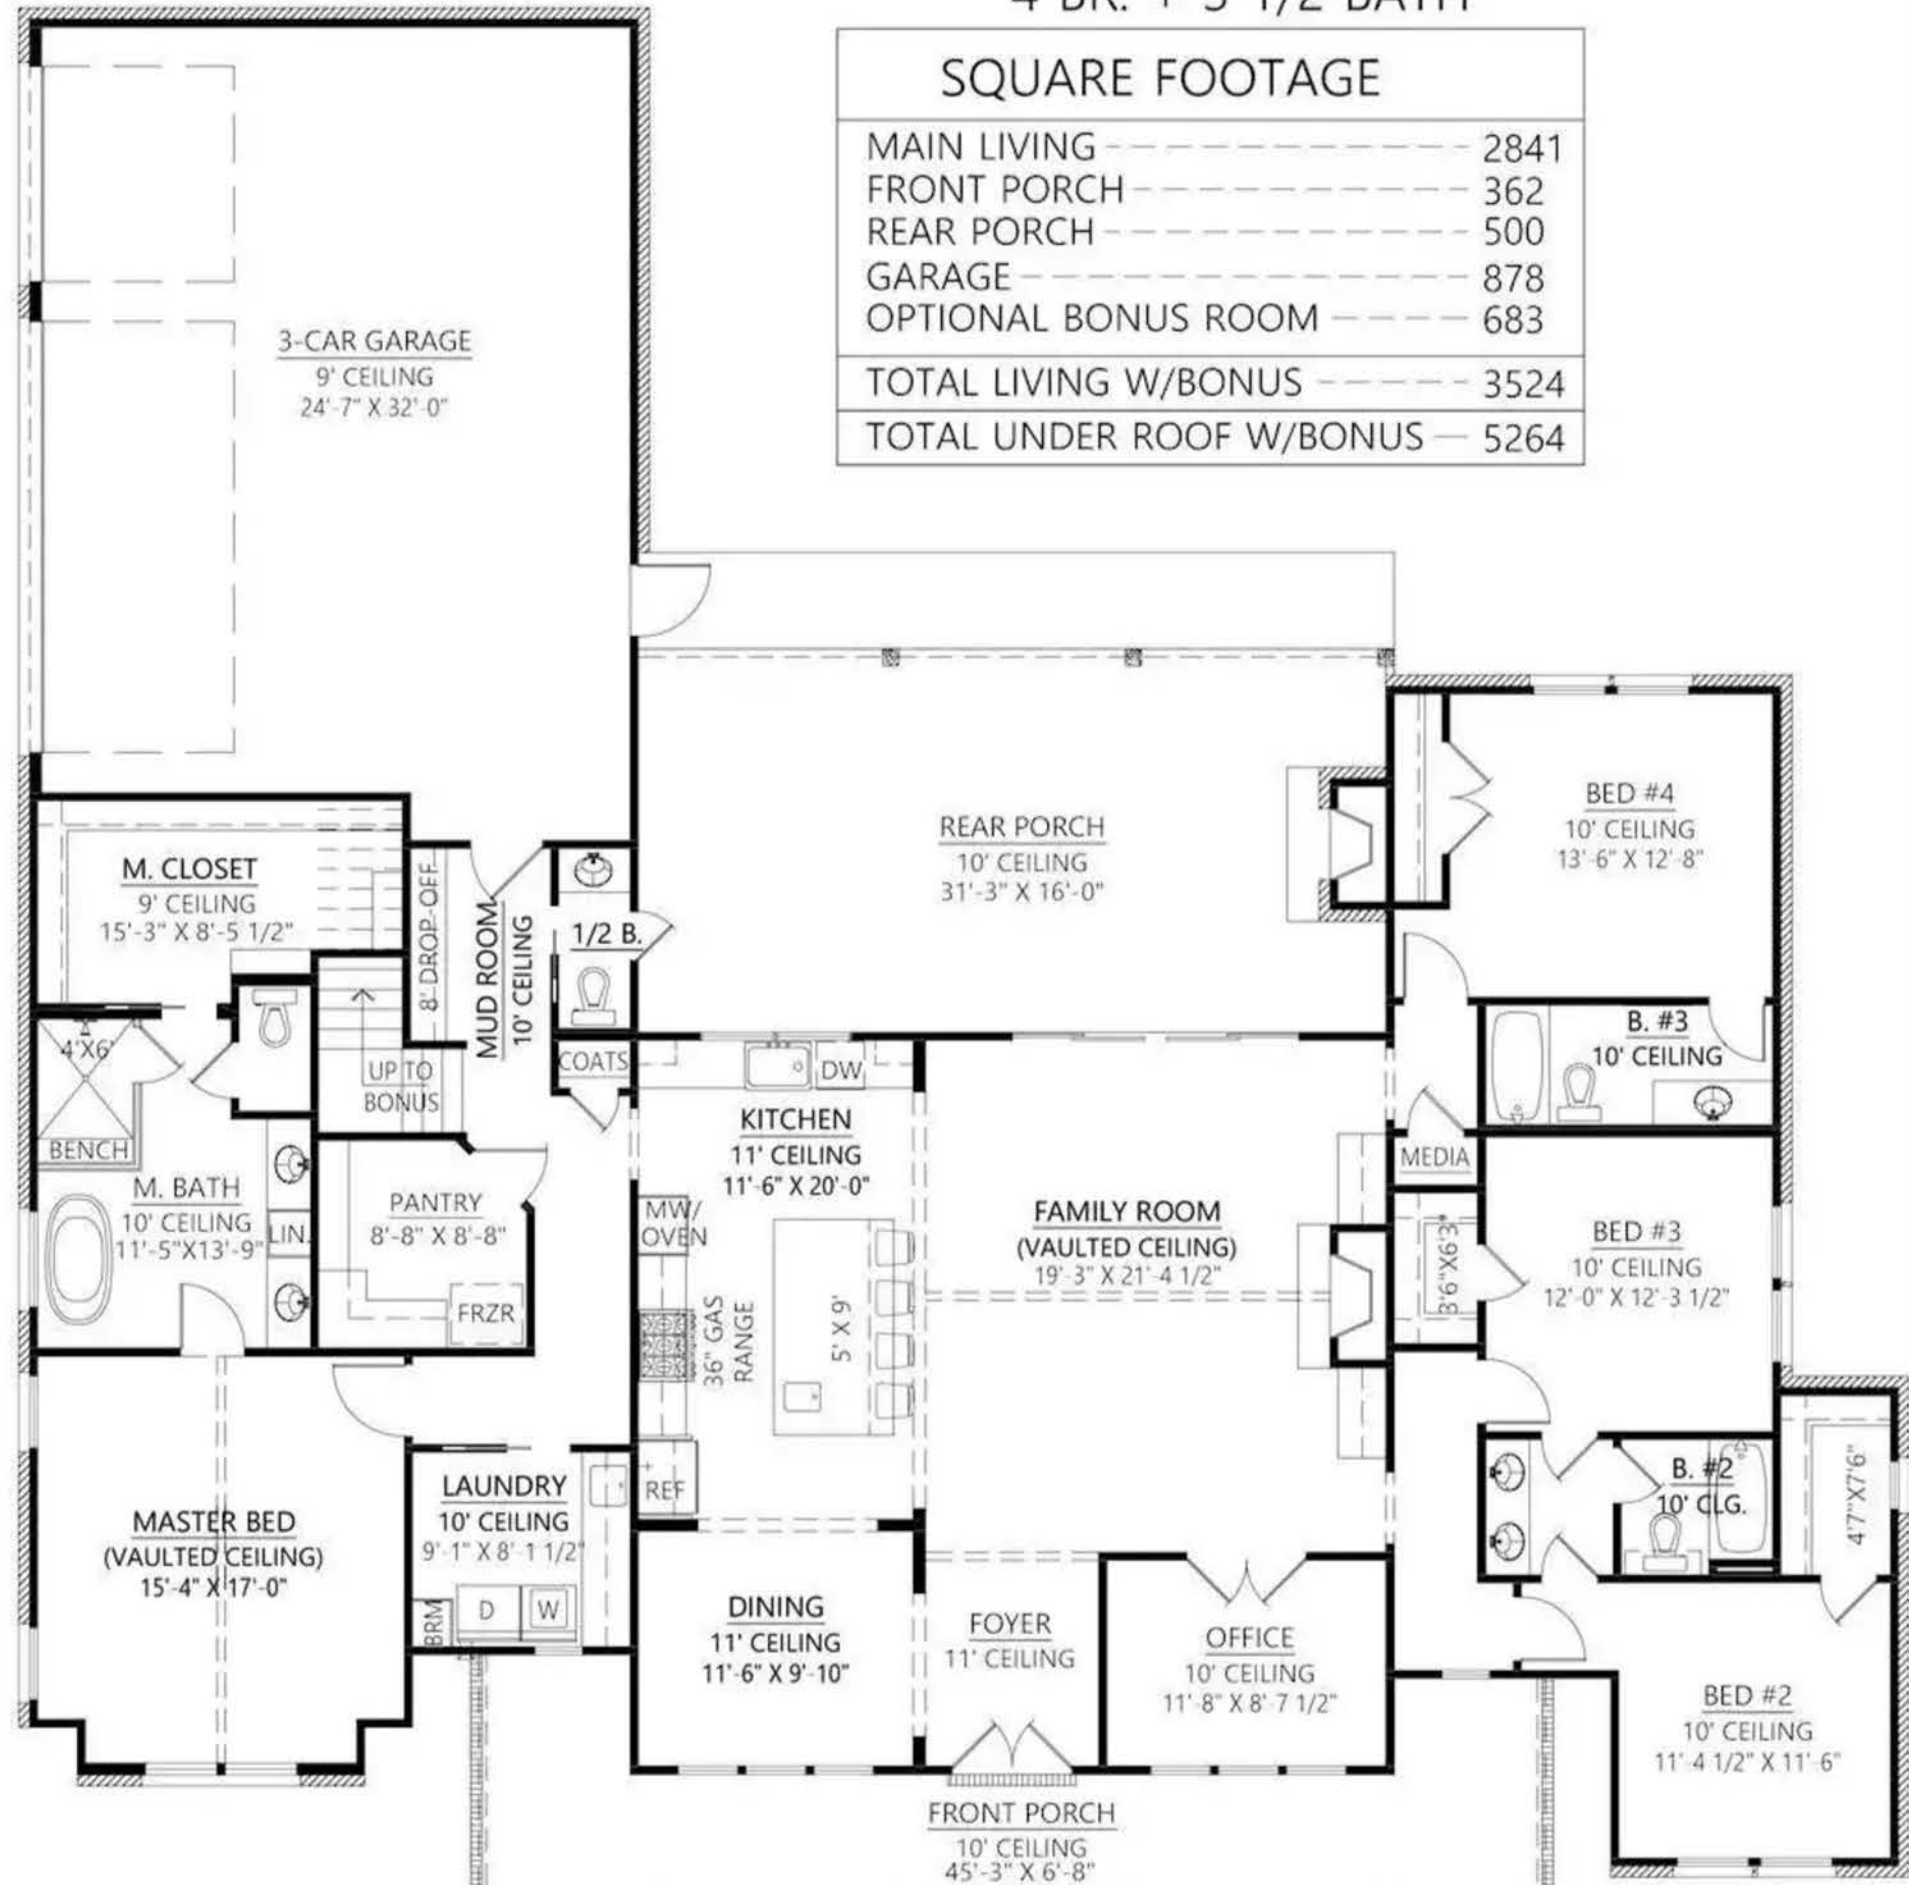 4 BR. + 3 1/2 BATH
SQUARE FOOTAGE
MAIN LIVING 2841
FRONT PORCH 362
REAR PORCH 500
GARAGE 878
OPTIONAL BONUS ROOM 683
TOTAL LIVING W/BONUS 3524
TOTAL UNDER ROOF W/BONUS 5264
3-CAR GARAGE
9' CEILING
24'-7" X 32'-0"
REAR PORCH
10' CEILING
31'-3" X 16'-0"
BED #4
10' CEILING
13'-6" X 12'-8"
M. CLOSET
9' CEILING
15'-3" X 8'-5 1/2"
8' DROP-OFF
MUD ROOM
10' CEILING
1/2 B.
COATS
UP TO
BONUS
4'X6'
BENCH
M. BATH
10' CEILING
11'-5"X13'-9"
LIN.
PANTRY
8'-8" X 8'-8"
FRZR
DW
KITCHEN
11' CEILING
11'-6" X 20'-0"
MW/
OVEN
36" GAS
RANGE
5' X 9'
REF
FAMILY ROOM
(VAULTED CEILING)
19'-3" X 21'-4 1/2"
B. #3
10' CEILING
MEDIA
3'6"X6'3"
BED #3
10' CEILING
12'-0" X 12'-3 1/2"
B. #2
10' CLG.
4'7"X7'6"
MASTER BED
(VAULTED CEILING)
15'-4" X 17'-0"
LAUNDRY
10' CEILING
9'-1" X 8'-1 1/2"
BRM
D
W
DINING
11' CEILING
11'-6" X 9'-10"
FOYER
11' CEILING
OFFICE
10' CEILING
11'-8" X 8'-7 1/2"
BED #2
10' CEILING
11'-4 1/2" X 11'-6"
FRONT PORCH
10' CEILING
45'-3" X 6'-8"